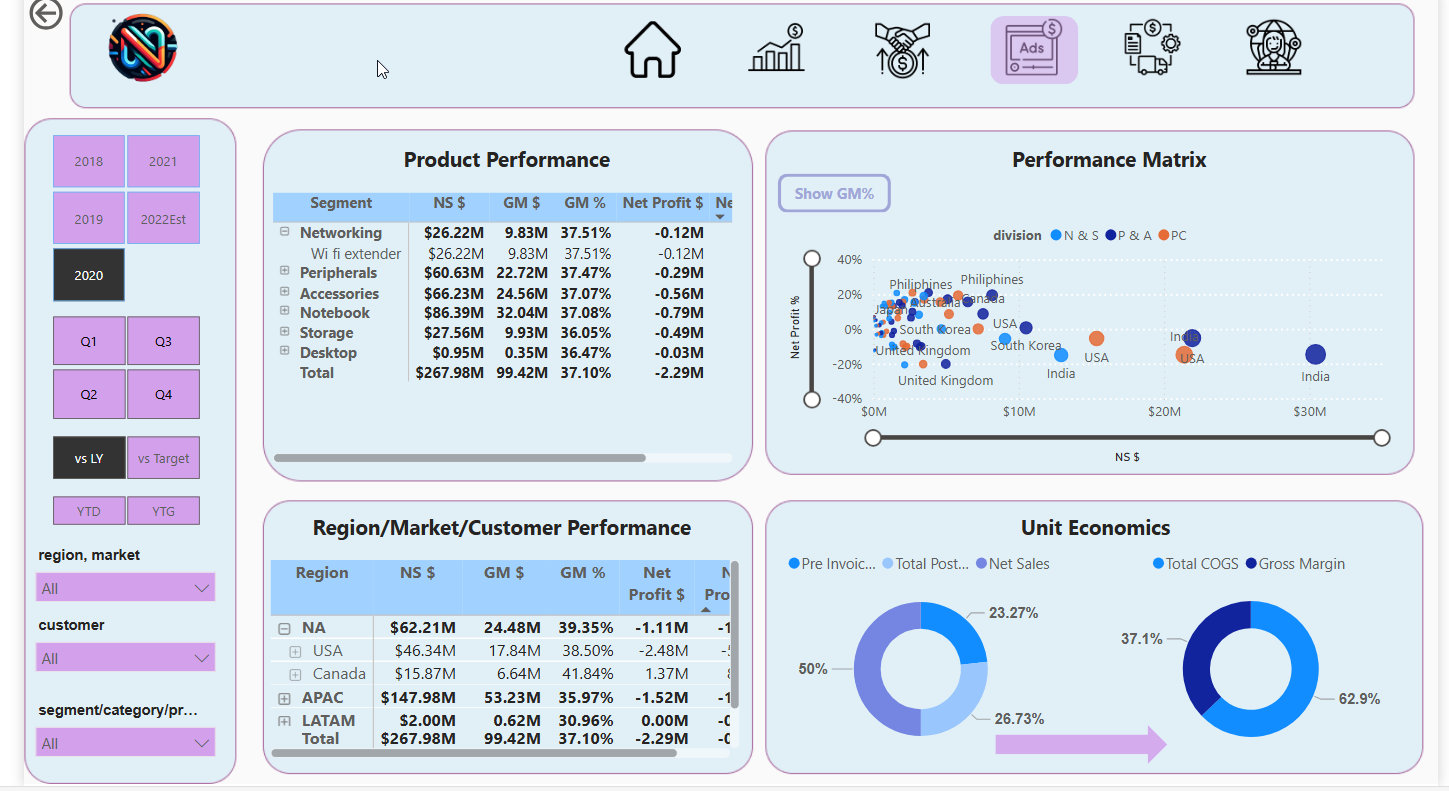 Ads
2018 2021
2019 2022Est
2020
Q1 Q3
Q2 Q4
vs LY vs Target
YTD YTG
region, market
All
customer
All
segment/category/pr...
All
Product Performance
Segment NS $ GM $ GM % Net Profit $ Ne
Networking $26.22M 9.83M 37.51% -0.12M
Wi fi extender $26.22M 9.83M 37.51% -0.12M
Peripherals $60.63M 22.72M 37.47% -0.29M
Accessories $66.23M 24.56M 37.07% -0.56M
Notebook $86.39M 32.04M 37.08% -0.79M
Storage $27.56M 9.93M 36.05% -0.49M
Desktop $0.95M 0.35M 36.47% -0.03M
Total $267.98M 99.42M 37.10% -2.29M
Performance Matrix
Show GM%
division N & S P & A PC
Net Profit %
40%
20%
0%
-20%
-40%
Philiphines
Philiphines
Australia
Canada
Japan
South Korea
USA
South Korea
United Kingdom
India
USA
India
USA
United Kingdom
India
$0M $10M $20M $30M
NS $
Region/Market/Customer Performance
Region NS $ GM $ GM % Net
Profit $
Pro
NA $62.21M 24.48M 39.35% -1.11M
USA $46.34M 17.84M 38.50% -2.48M
Canada $15.87M 6.64M 41.84% 1.37M
APAC $147.98M 53.23M 35.97% -1.52M
LATAM $2.00M 0.62M 30.96% 0.00M
Total $267.98M 99.42M 37.10% -2.29M
Unit Economics
Pre Invoic... Total Post... Net Sales
Total COGS Gross Margin
23.27%
50%
26.73%
37.1%
62.9%